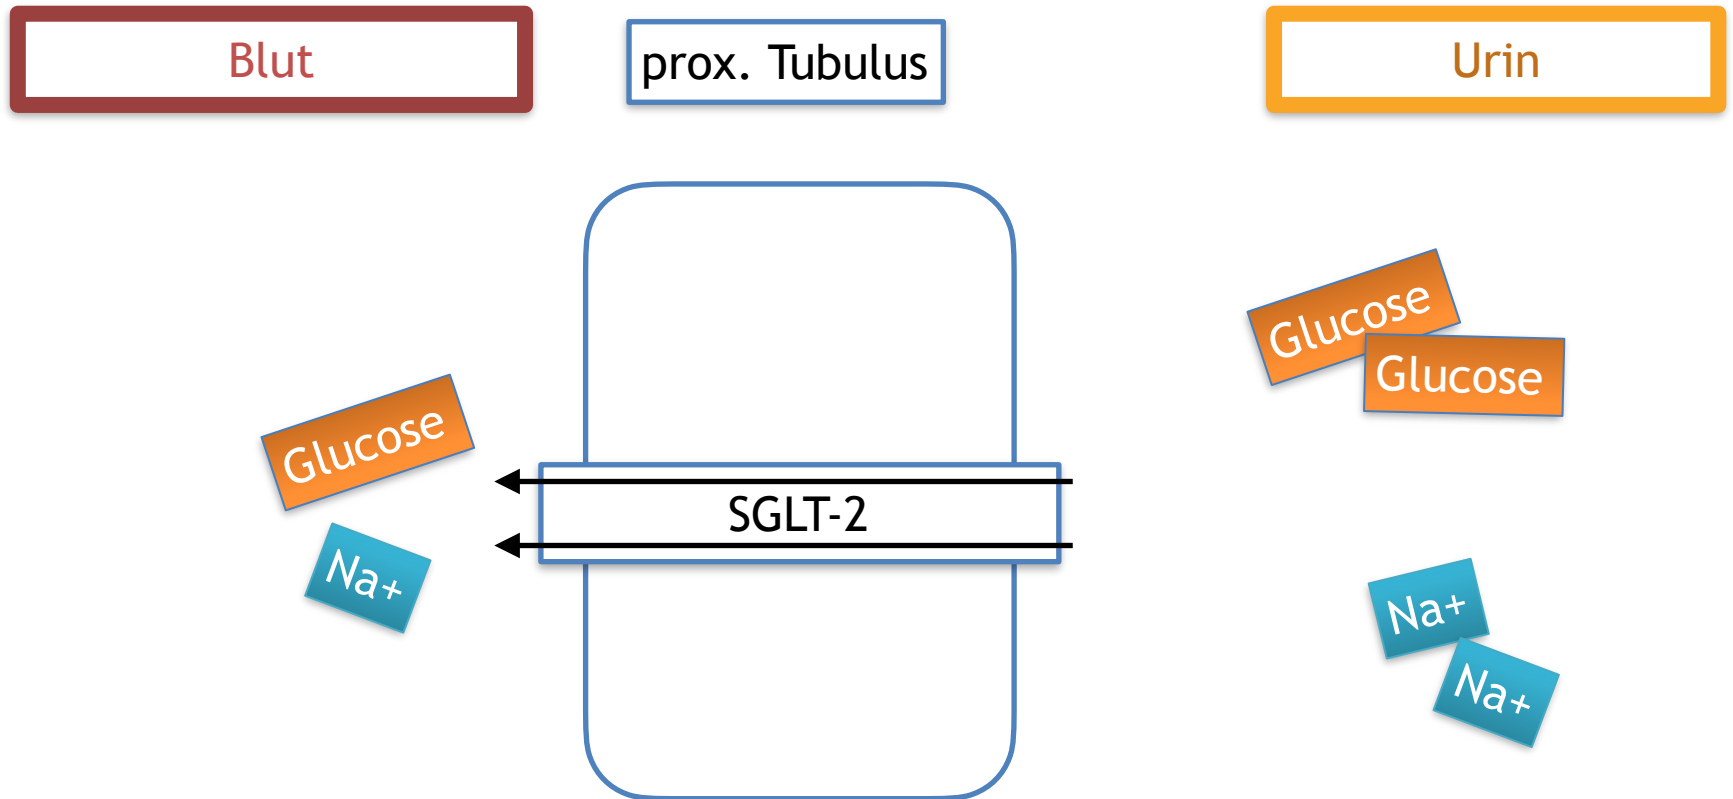 Blut
prox. Tubulus
Urin
Glucose
Glucose
Glucose
SGLT-2
Na+
Na+
Na+